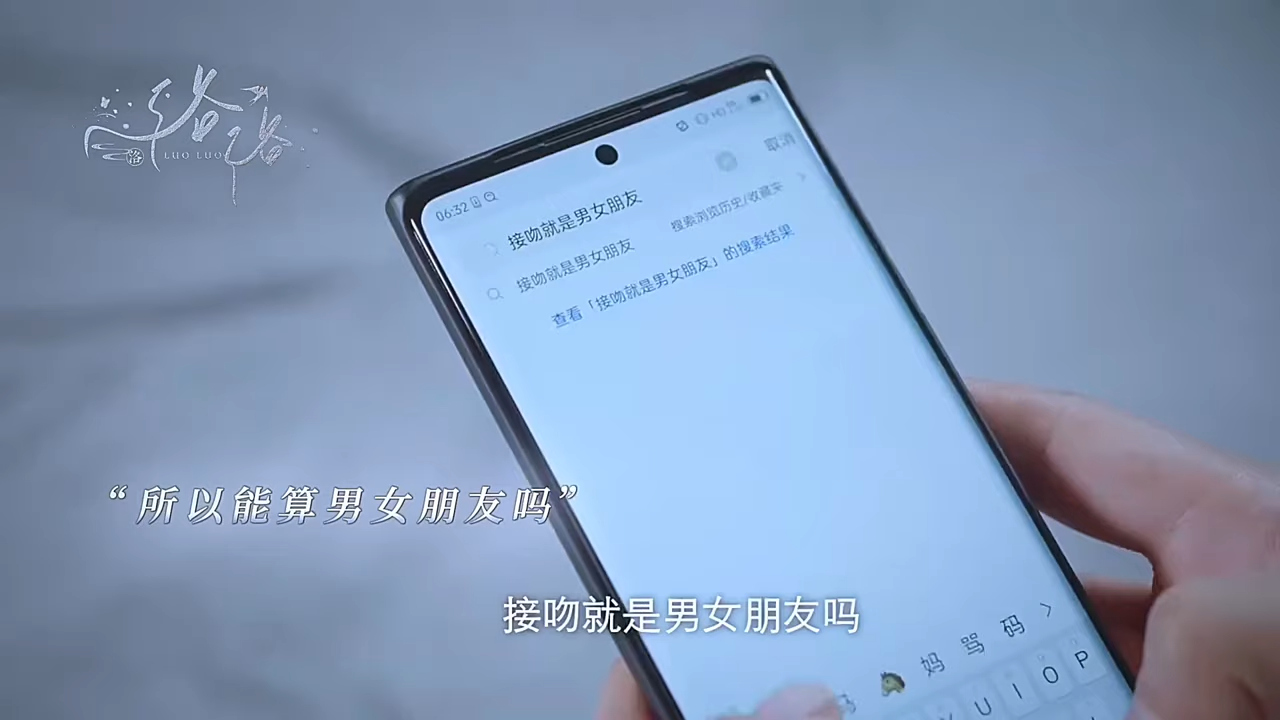 洛洛
洛
LUO LUO
06:32
取消
接吻就是男女朋友
接吻就是男女朋友
搜索浏览历史/收藏夹
查看「接吻就是男女朋友」的搜索结果
“所以能算男女朋友吗”
接吻就是男女朋友吗
妈 骂 码
U I O P